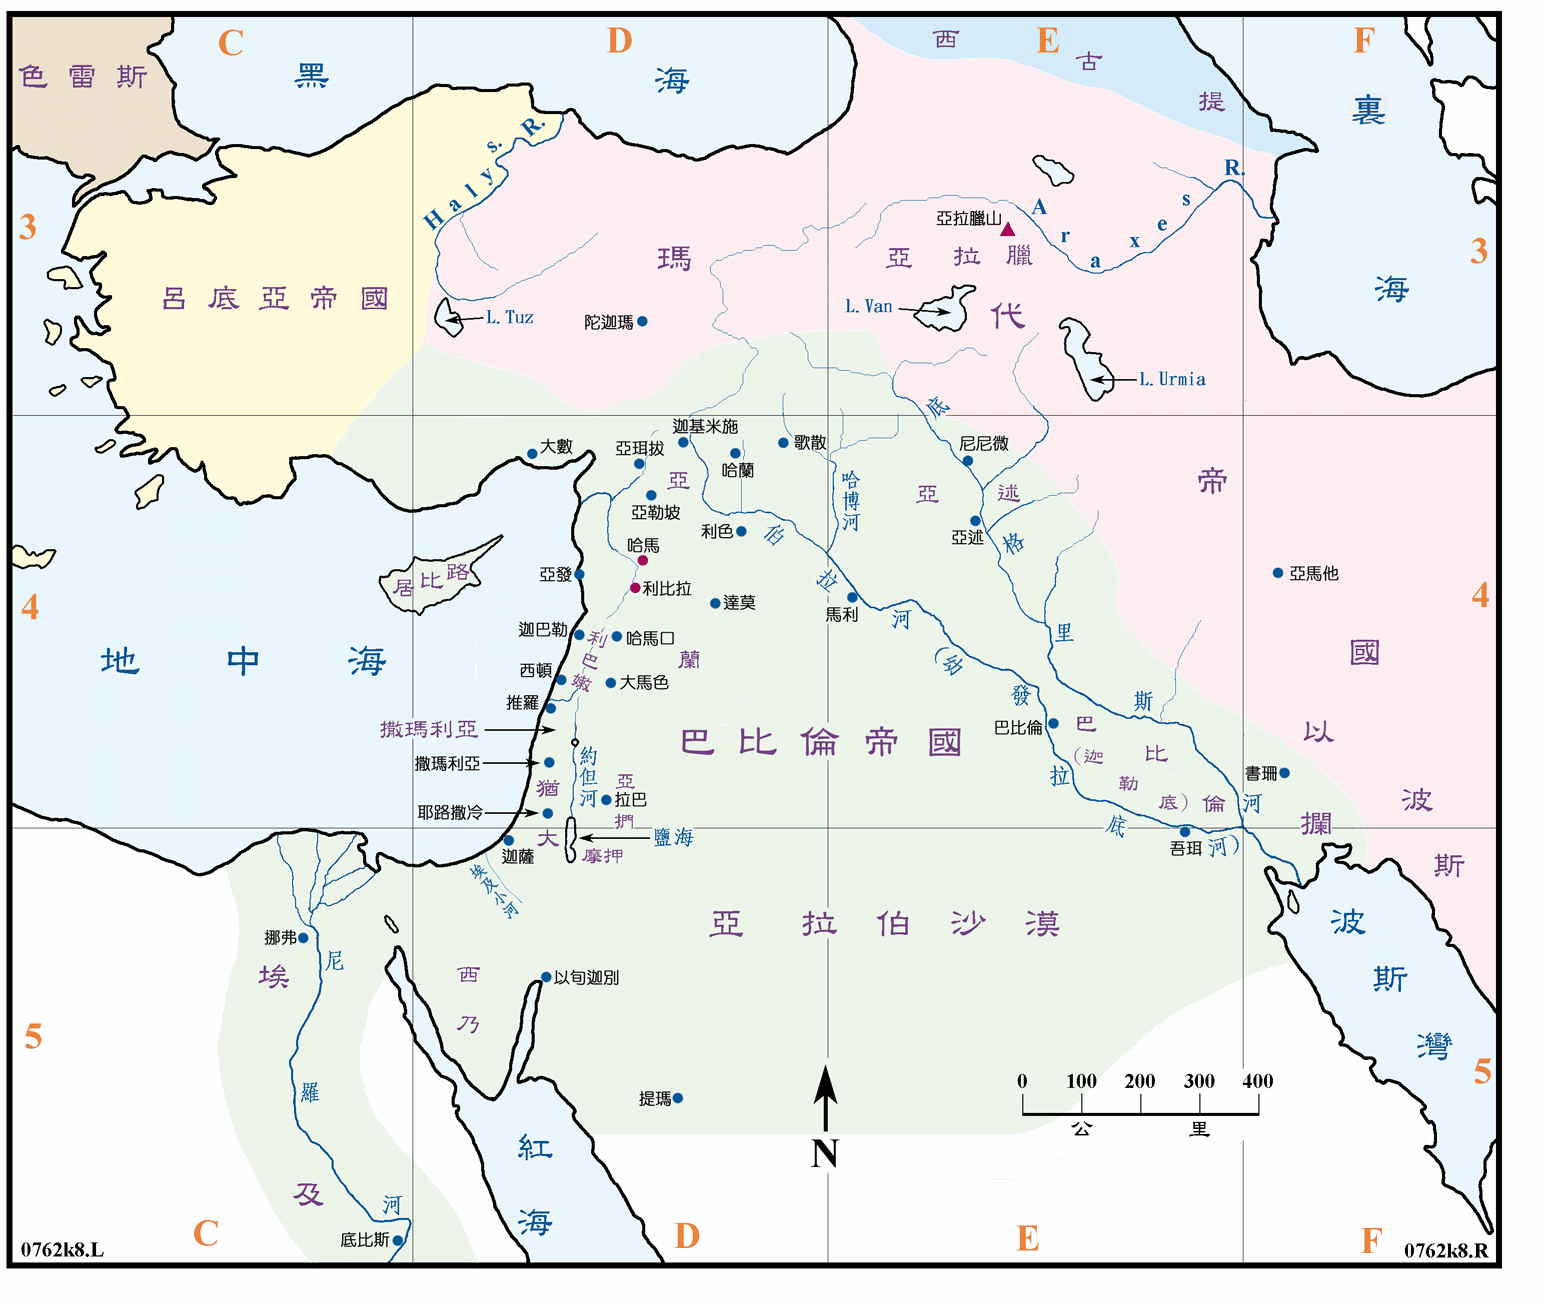 C
D
E
F
色雷斯
黑
海
西
古
提
裏
海
3
Halys. R.
Araxes R.
亞拉臘山
亞拉臘
3
呂底亞帝國
瑪
代
帝
國
以
攔
波
斯
L.Tuz
陀迦瑪
L.Van
L.Urmia
大數
亞珥拔
迦基米施
哈蘭
歌散
尼尼微
亞
蘭
亞勒坡
利色
哈博河
亞述
亞述
底格里斯河
伯拉河
(幼發拉底河)
哈馬
利比拉
亞發
居比路
達莫
馬利
亞馬他
4
4
地中海
迦巴勒
哈馬口
利巴嫩
西頓
大馬色
推羅
撒瑪利亞
撒瑪利亞
約但河
猶大
亞捫
拉巴
耶路撒冷
鹽海
摩押
迦薩
埃及小河
巴比倫帝國
巴比倫
巴比倫
(迦勒底)
書珊
吾珥
亞拉伯沙漠
波斯灣
挪弗
埃及
尼羅河
西乃
以旬迦別
5
5
提瑪
N
0 100 200 300 400
公里
紅海
底比斯
C
D
E
F
0762k8.L
0762k8.R